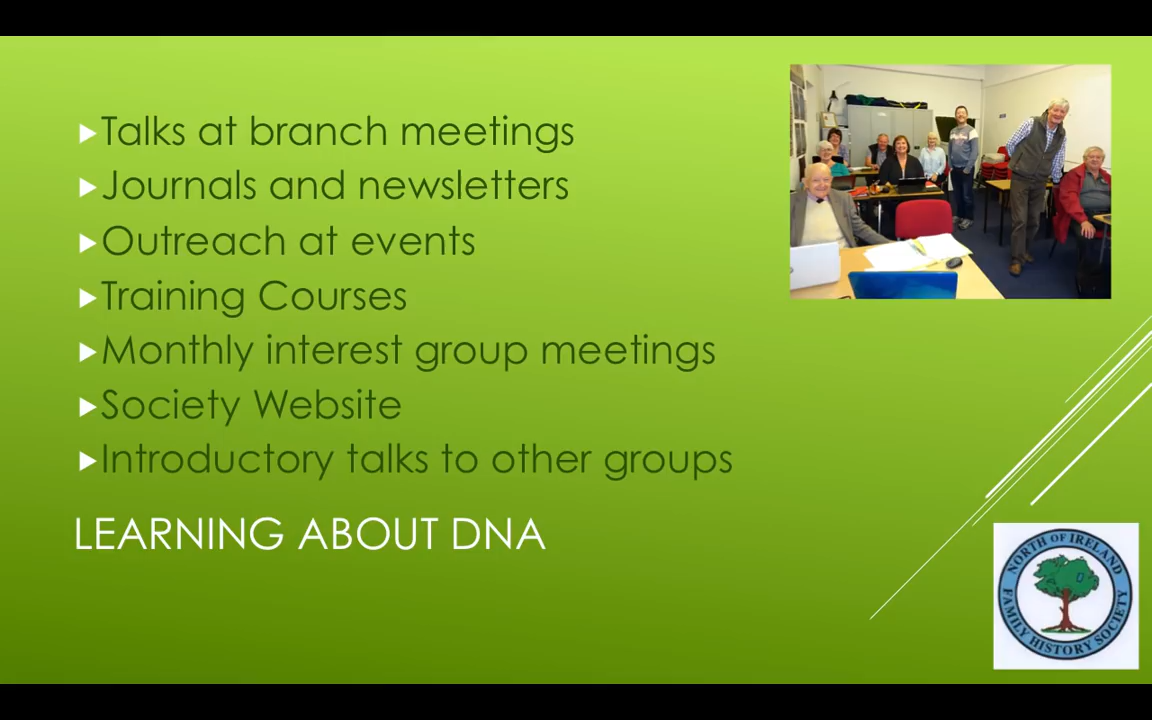 Talks at branch meetings
Journals and newsletters
Outreach at events
Training Courses
Monthly interest group meetings
Society Website
Introductory talks to other groups
LEARNING ABOUT DNA
NORTH OF IRELAND
FAMILY HISTORY SOCIETY